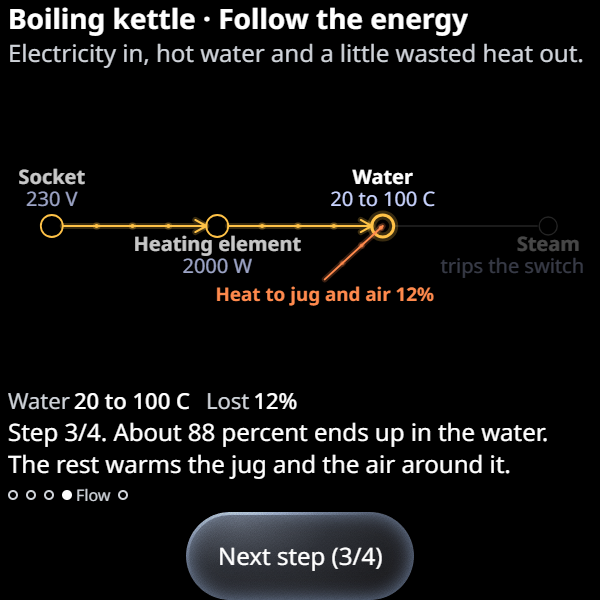 Boiling kettle · Follow the energy
Electricity in, hot water and a little wasted heat out.
Socket
230 V
Water
20 to 100 C
Heating element
2000 W
Steam
trips the switch
Heat to jug and air 12%
Water 20 to 100 C Lost 12%
Step 3/4. About 88 percent ends up in the water.
The rest warms the jug and the air around it.
Flow
Next step (3/4)